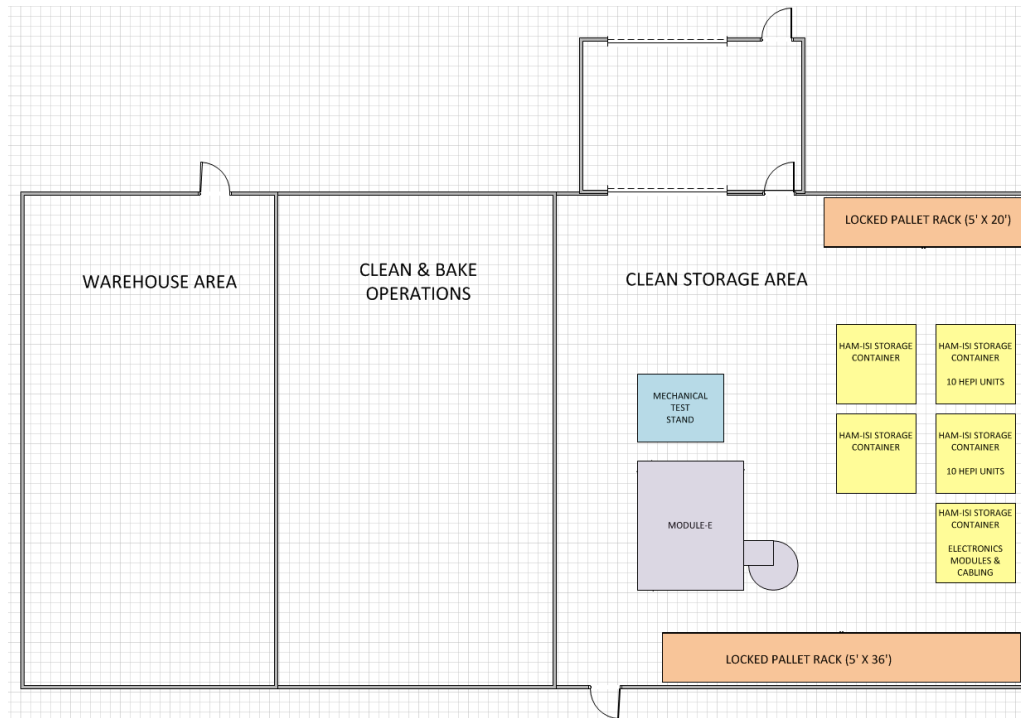 LOCKED PALLET RACK (5' X 20')
WAREHOUSE AREA
CLEAN & BAKE
OPERATIONS
CLEAN STORAGE AREA
HAM-ISI STORAGE
CONTAINER
HAM-ISI STORAGE
CONTAINER
10 HEPI UNITS
MECHANICAL
TEST
STAND
HAM-ISI STORAGE
CONTAINER
HAM-ISI STORAGE
CONTAINER
10 HEPI UNITS
MODULE-E
HAM-ISI STORAGE
CONTAINER
ELECTRONICS
MODULES &
CABLING
LOCKED PALLET RACK (5' X 36')